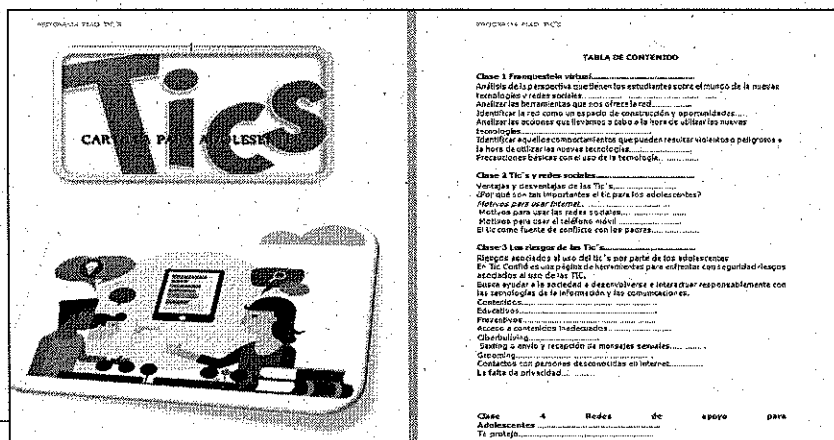 PROGRAMA PIAD TIC'S
Tics
CARTILLA PARA ADOLESEN
PROGRAMA PIAD TIC'S
TABLA DE CONTENIDO
Clase 1 Franquestein virtual
Análisis de la perspectiva que tienen los estudiantes sobre el mundo de la nuevas
tecnologías y redes sociales
Analizar las herramientas que nos ofrece la red
Identificar la red como un espacio de construcción y oportunidades
Analizar las acciones que llevamos a cabo a la hora de utilizar las nuevas
tecnologías
Identificar aquellos comportamientos que pueden resultar violentos o peligrosos a
la hora de utilizar las nuevas tecnologías
Precauciones básicas con el uso de la tecnología
Clase 2 Tic's y redes sociales
Ventajas y desventajas de las Tic's
¿Por qué son tan importantes el tic para los adolescentes?
Motivos para usar Internet
Motivos para usar las redes sociales
Motivos para usar el teléfono móvil
El tic como fuente de conflicto con los padres
Clase 3 Los riesgos de las Tic's
Riesgos asociados al uso del tic's por parte de los adolescentes
En Tic Confío es una página de herramientas para enfrentar con seguridad riesgos
asociados al uso de las TIC.
Busca ayudar a la sociedad a desenvolverse e interactuar responsablemente con
las tecnologías de la información y las comunicaciones.
Contenidos
Educativos
Preventivos
Acceso a contenidos inadecuados
Ciberbullying
Sexting o envío y recepción de mensajes sexuales
Grooming
Contactos con personas desconocidas en internet
La falta de privacidad
Clase 4 Redes de apoyo para
Adolescentes
Te protejo